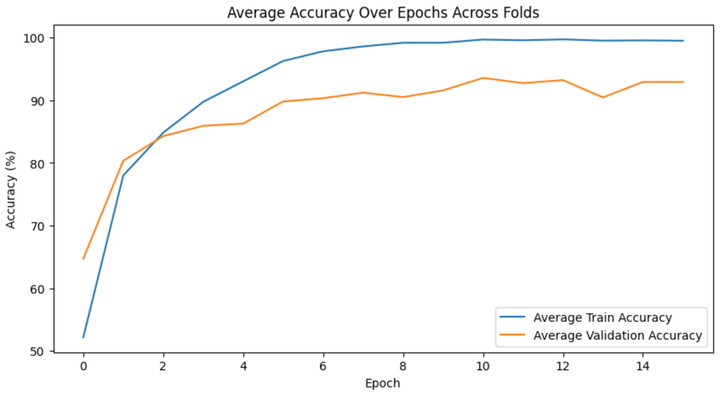 Average Accuracy Over Epochs Across Folds
100
90
80
70
60
50
Accuracy (%)
0 2 4 6 8 10 12 14
Epoch
Average Train Accuracy
Average Validation Accuracy